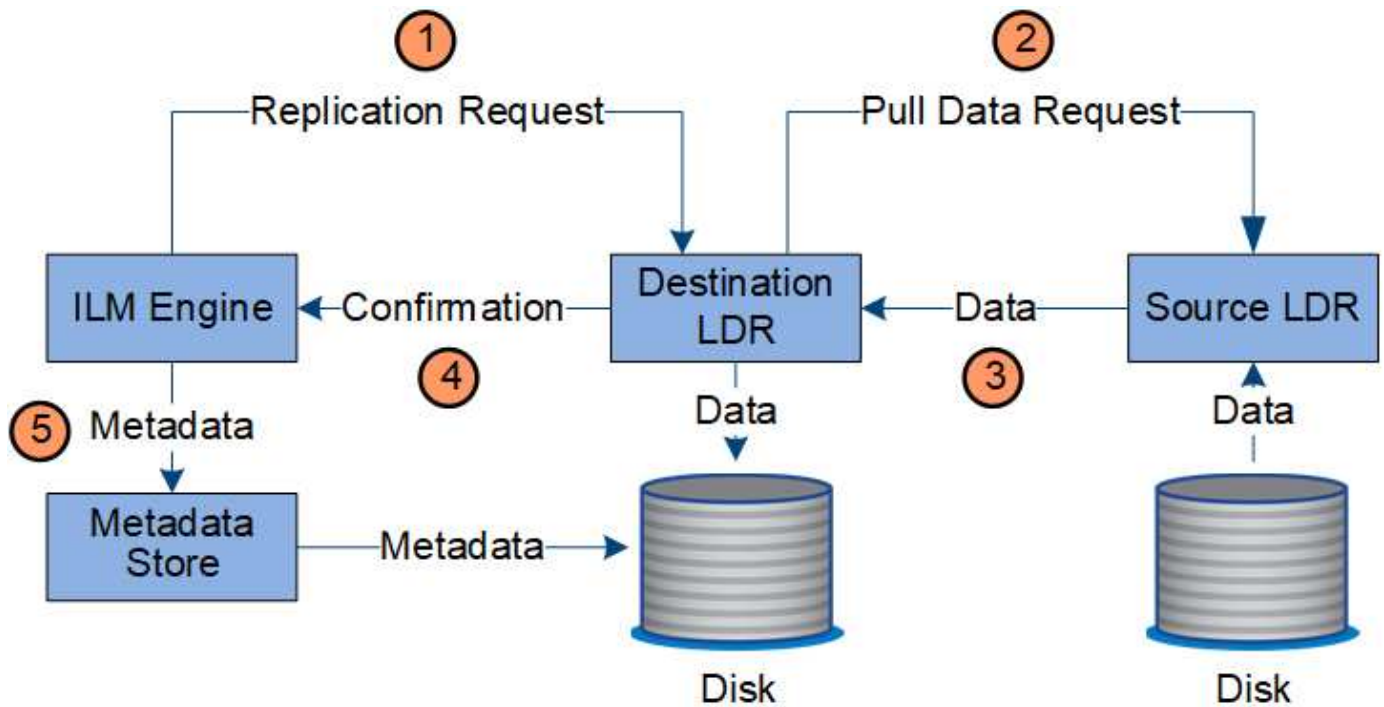 1
2
Replication Request
Pull Data Request
ILM Engine
Confirmation
Destination
LDR
Data
Source LDR
4
3
5
Metadata
Data
Data
Metadata
Store
Metadata
Disk
Disk